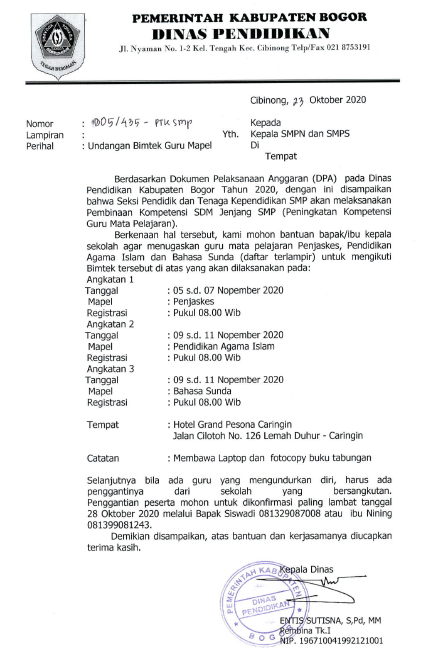 PEMERINTAH KABUPATEN BOGOR
DINAS PENDIDIKAN
Jl. Nyaman No. 1-2 Kel. Tengah Kec. Cibinong Telp/Fax 021 8753191
Cibinong, 23 Oktober 2020
Nomor : 1005/435 - PTK SMP Kepada
Lampiran : Yth. Kepala SMPN dan SMPS
Perihal : Undangan Bimtek Guru Mapel Di
Tempat
Berdasarkan Dokumen Pelaksanaan Anggaran (DPA) pada Dinas
Pendidikan Kabupaten Bogor Tahun 2020, dengan ini disampaikan
bahwa Seksi Pendidik dan Tenaga Kependidikan SMP akan melaksanakan
Pembinaan Kompetensi SDM Jenjang SMP (Peningkatan Kompetensi
Guru Mata Pelajaran).
Berkenaan hal tersebut, kami mohon bantuan bapak/ibu kepala
sekolah agar menugaskan guru mata pelajaran Penjaskes, Pendidikan
Agama Islam dan Bahasa Sunda (daftar terlampir) untuk mengikuti
Bimtek tersebut di atas yang akan dilaksanakan pada:
Angkatan 1
Tanggal : 05 s.d. 07 Nopember 2020
Mapel : Penjaskes
Registrasi : Pukul 08.00 Wib
Angkatan 2
Tanggal : 09 s.d. 11 Nopember 2020
Mapel : Pendidikan Agama Islam
Registrasi : Pukul 08.00 Wib
Angkatan 3
Tanggal : 09 s.d. 11 Nopember 2020
Mapel : Bahasa Sunda
Registrasi : Pukul 08.00 Wib
Tempat : Hotel Grand Pesona Caringin
Jalan Ciletoh No. 126 Lemah Duhur - Caringin
Catatan : Membawa Laptop dan fotocopy buku tabungan
Selanjutnya bila ada guru yang mengundurkan diri, harus ada
penggantinya dari sekolah yang bersangkutan.
Penggantian peserta mohon untuk dikonfirmasi paling lambat tanggal
28 Oktober 2020 melalui Bapak Siswadi 081329087008 atau ibu Nining
081399081243.
Demikian disampaikan, atas bantuan dan kerjasamanya diucapkan
terima kasih.
Kepala Dinas
PEMERINTAH KABUPATEN
DINAS
PENDIDIKAN
BOGOR
ENTIS SUTISNA, S,Pd, MM
Pembina Tk.I
NIP. 196710041992121001